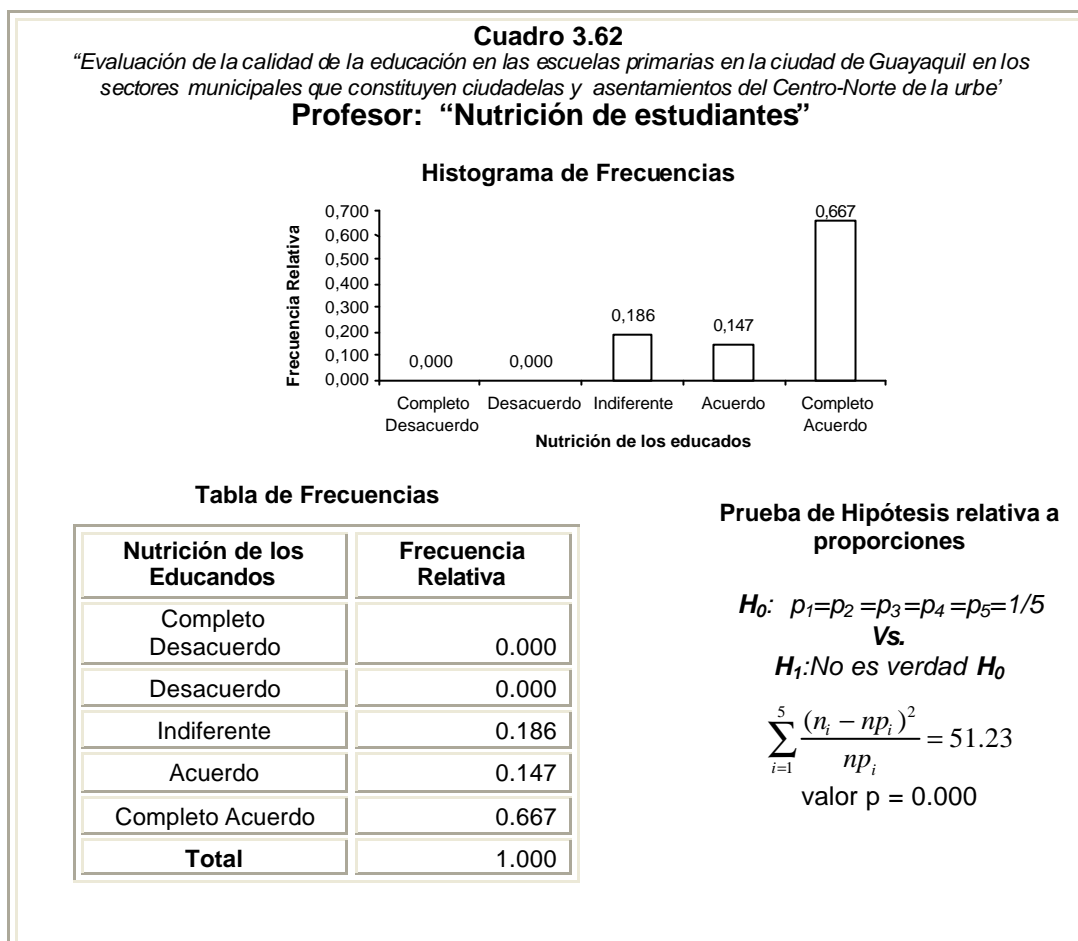 Cuadro 3.62
“Evaluación de la calidad de la educación en las escuelas primarias en la ciudad de Guayaquil en los
sectores municipales que constituyen ciudadelas y asentamientos del Centro-Norte de la urbe’
Profesor: “Nutrición de estudiantes”
Histograma de Frecuencias
Frecuencia Relativa
0,700
0,600
0,500
0,400
0,300
0,200
0,100
0,000
0,000
0,000
0,186
0,147
0,667
Completo
Desacuerdo
Desacuerdo
Indiferente
Acuerdo
Completo
Acuerdo
Nutrición de los educados
Tabla de Frecuencias
Nutrición de los
Educandos
Frecuencia
Relativa
Completo
Desacuerdo 0.000
Desacuerdo 0.000
Indiferente 0.186
Acuerdo 0.147
Completo Acuerdo 0.667
Total 1.000
Prueba de Hipótesis relativa a
proporciones
H₀: p₁=p₂=p₃=p₄=p₅=1/5
Vs.
H₁:No es verdad H₀
∑_{i=1}^{5} (nᵢ − npᵢ)² / npᵢ = 51.23
valor p = 0.000